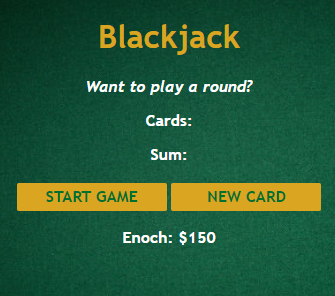 Blackjack
Want to play a round?
Cards:
Sum:
START GAME NEW CARD
Enoch: $150